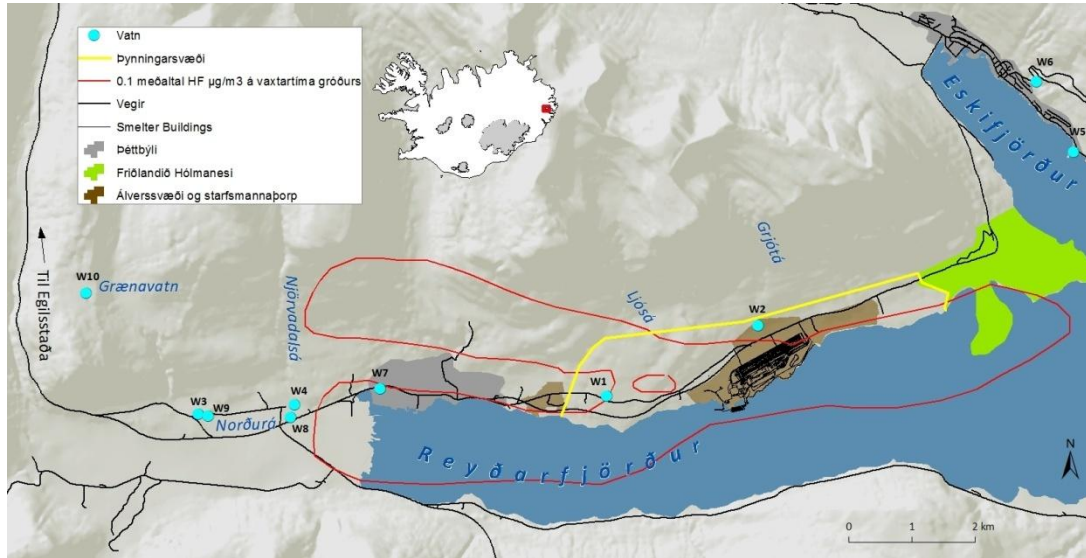 Vatn
Þynningarsvæði
0.1 meðaltal HF µg/m3 á vaxtartíma gróðurs
Vegir
Smelter Buildings
Þéttbýli
Friðlandið Hólmanesi
Álverssvæði og starfsmannaþorp
W6
W5
Eskifjörður
Til Egilsstaða
W10
Grænavatn
Njörvadalsá
Ljósá
Grjótá
W2
W7
W1
W4
W3
W9
W8
Norðurá
Reyðarfjörður
N
0 1 2 km